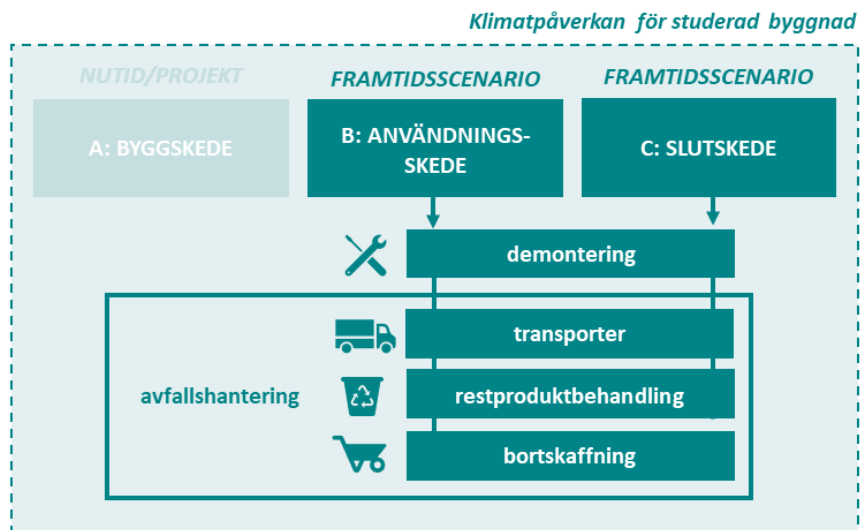 Klimatpåverkan för studerad byggnad
NUTID/PROJEKT
FRAMTIDSSCENARIO
FRAMTIDSSCENARIO
A: BYGGSKEDE
B: ANVÄNDNINGS-
SKEDE
C: SLUTSKEDE
demontering
transporter
avfallshantering
restproduktbehandling
bortskaffning